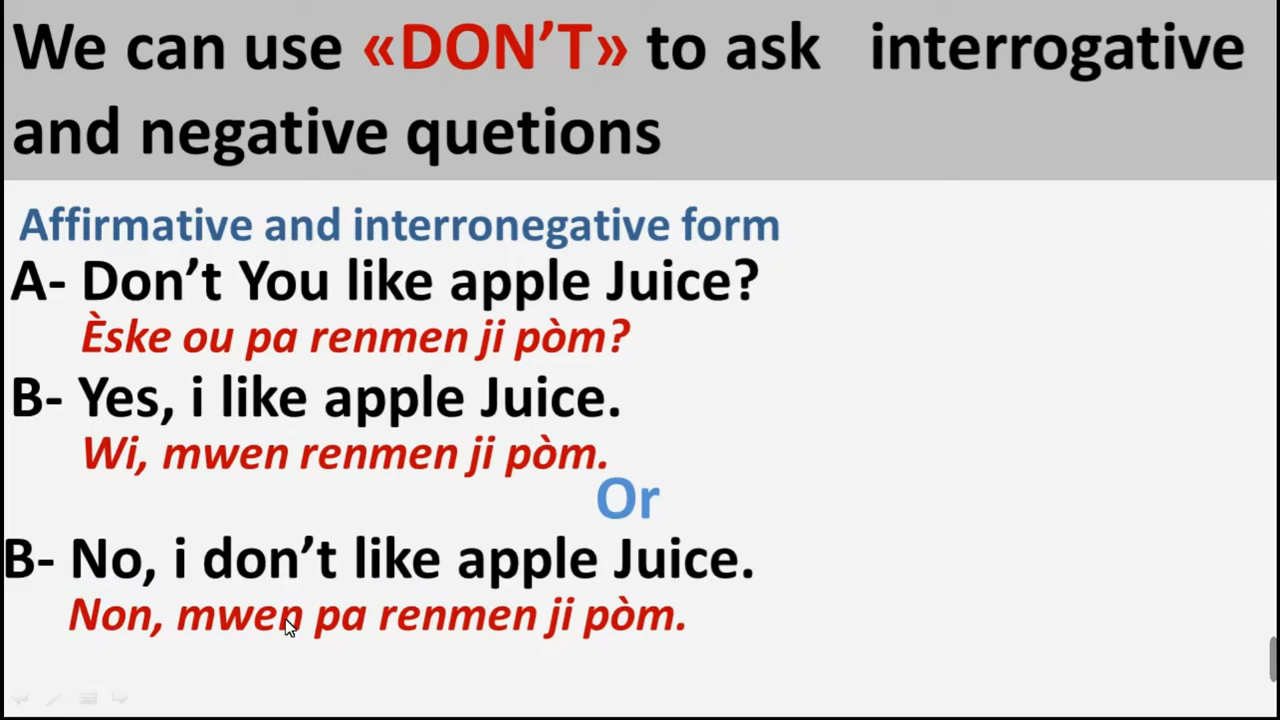 We can use «DON’T» to ask interrogative
and negative quetions
Affirmative and interronegative form
A- Don’t You like apple Juice?
Èske ou pa renmen ji pòm?
B- Yes, i like apple Juice.
Wi, mwen renmen ji pòm.
Or
B- No, i don’t like apple Juice.
Non, mwen pa renmen ji pòm.